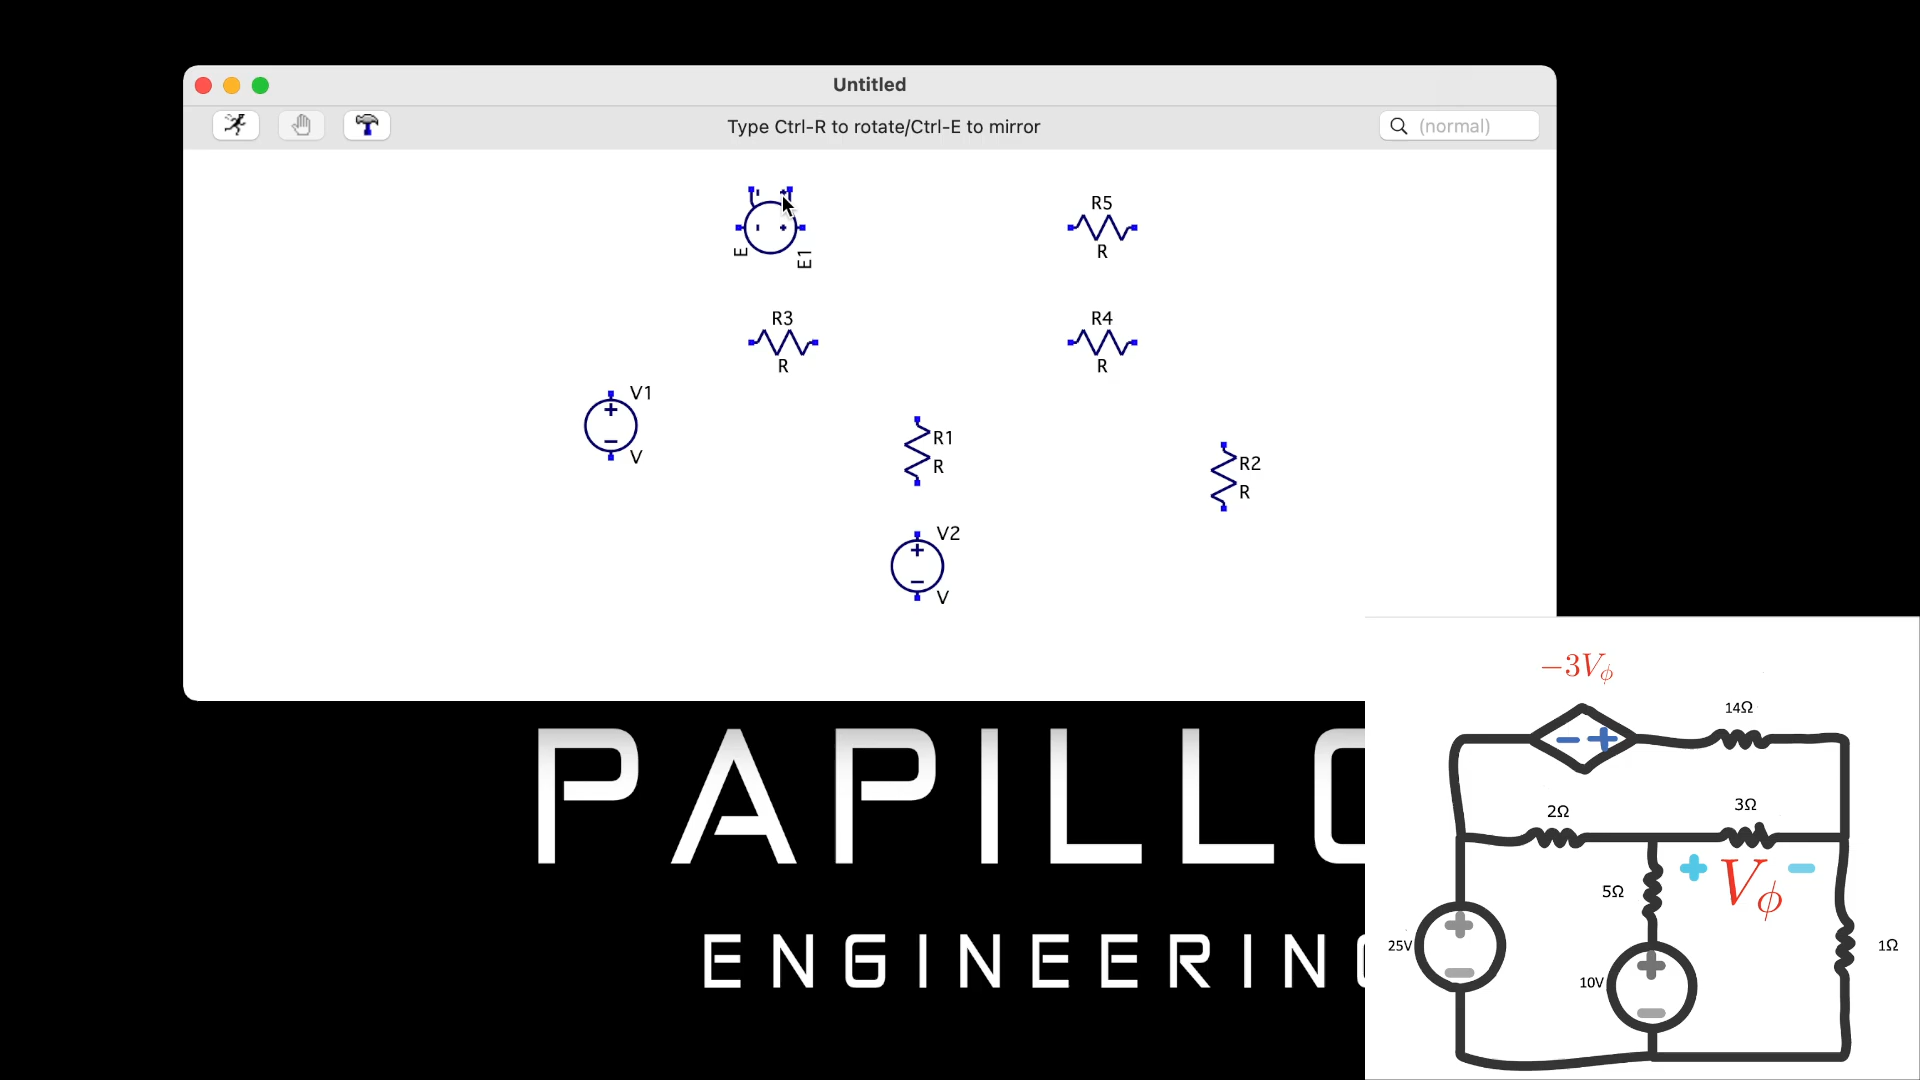 Untitled
Type Ctrl-R to rotate/Ctrl-E to mirror
(normal)
E
E1
R5
R
R3
R
R4
R
V1
V
R1
R
R2
R
V2
V
PAPILLO
ENGINEERING
−3Vϕ
14Ω
2Ω
3Ω
5Ω
+ Vϕ −
25V
10V
1Ω